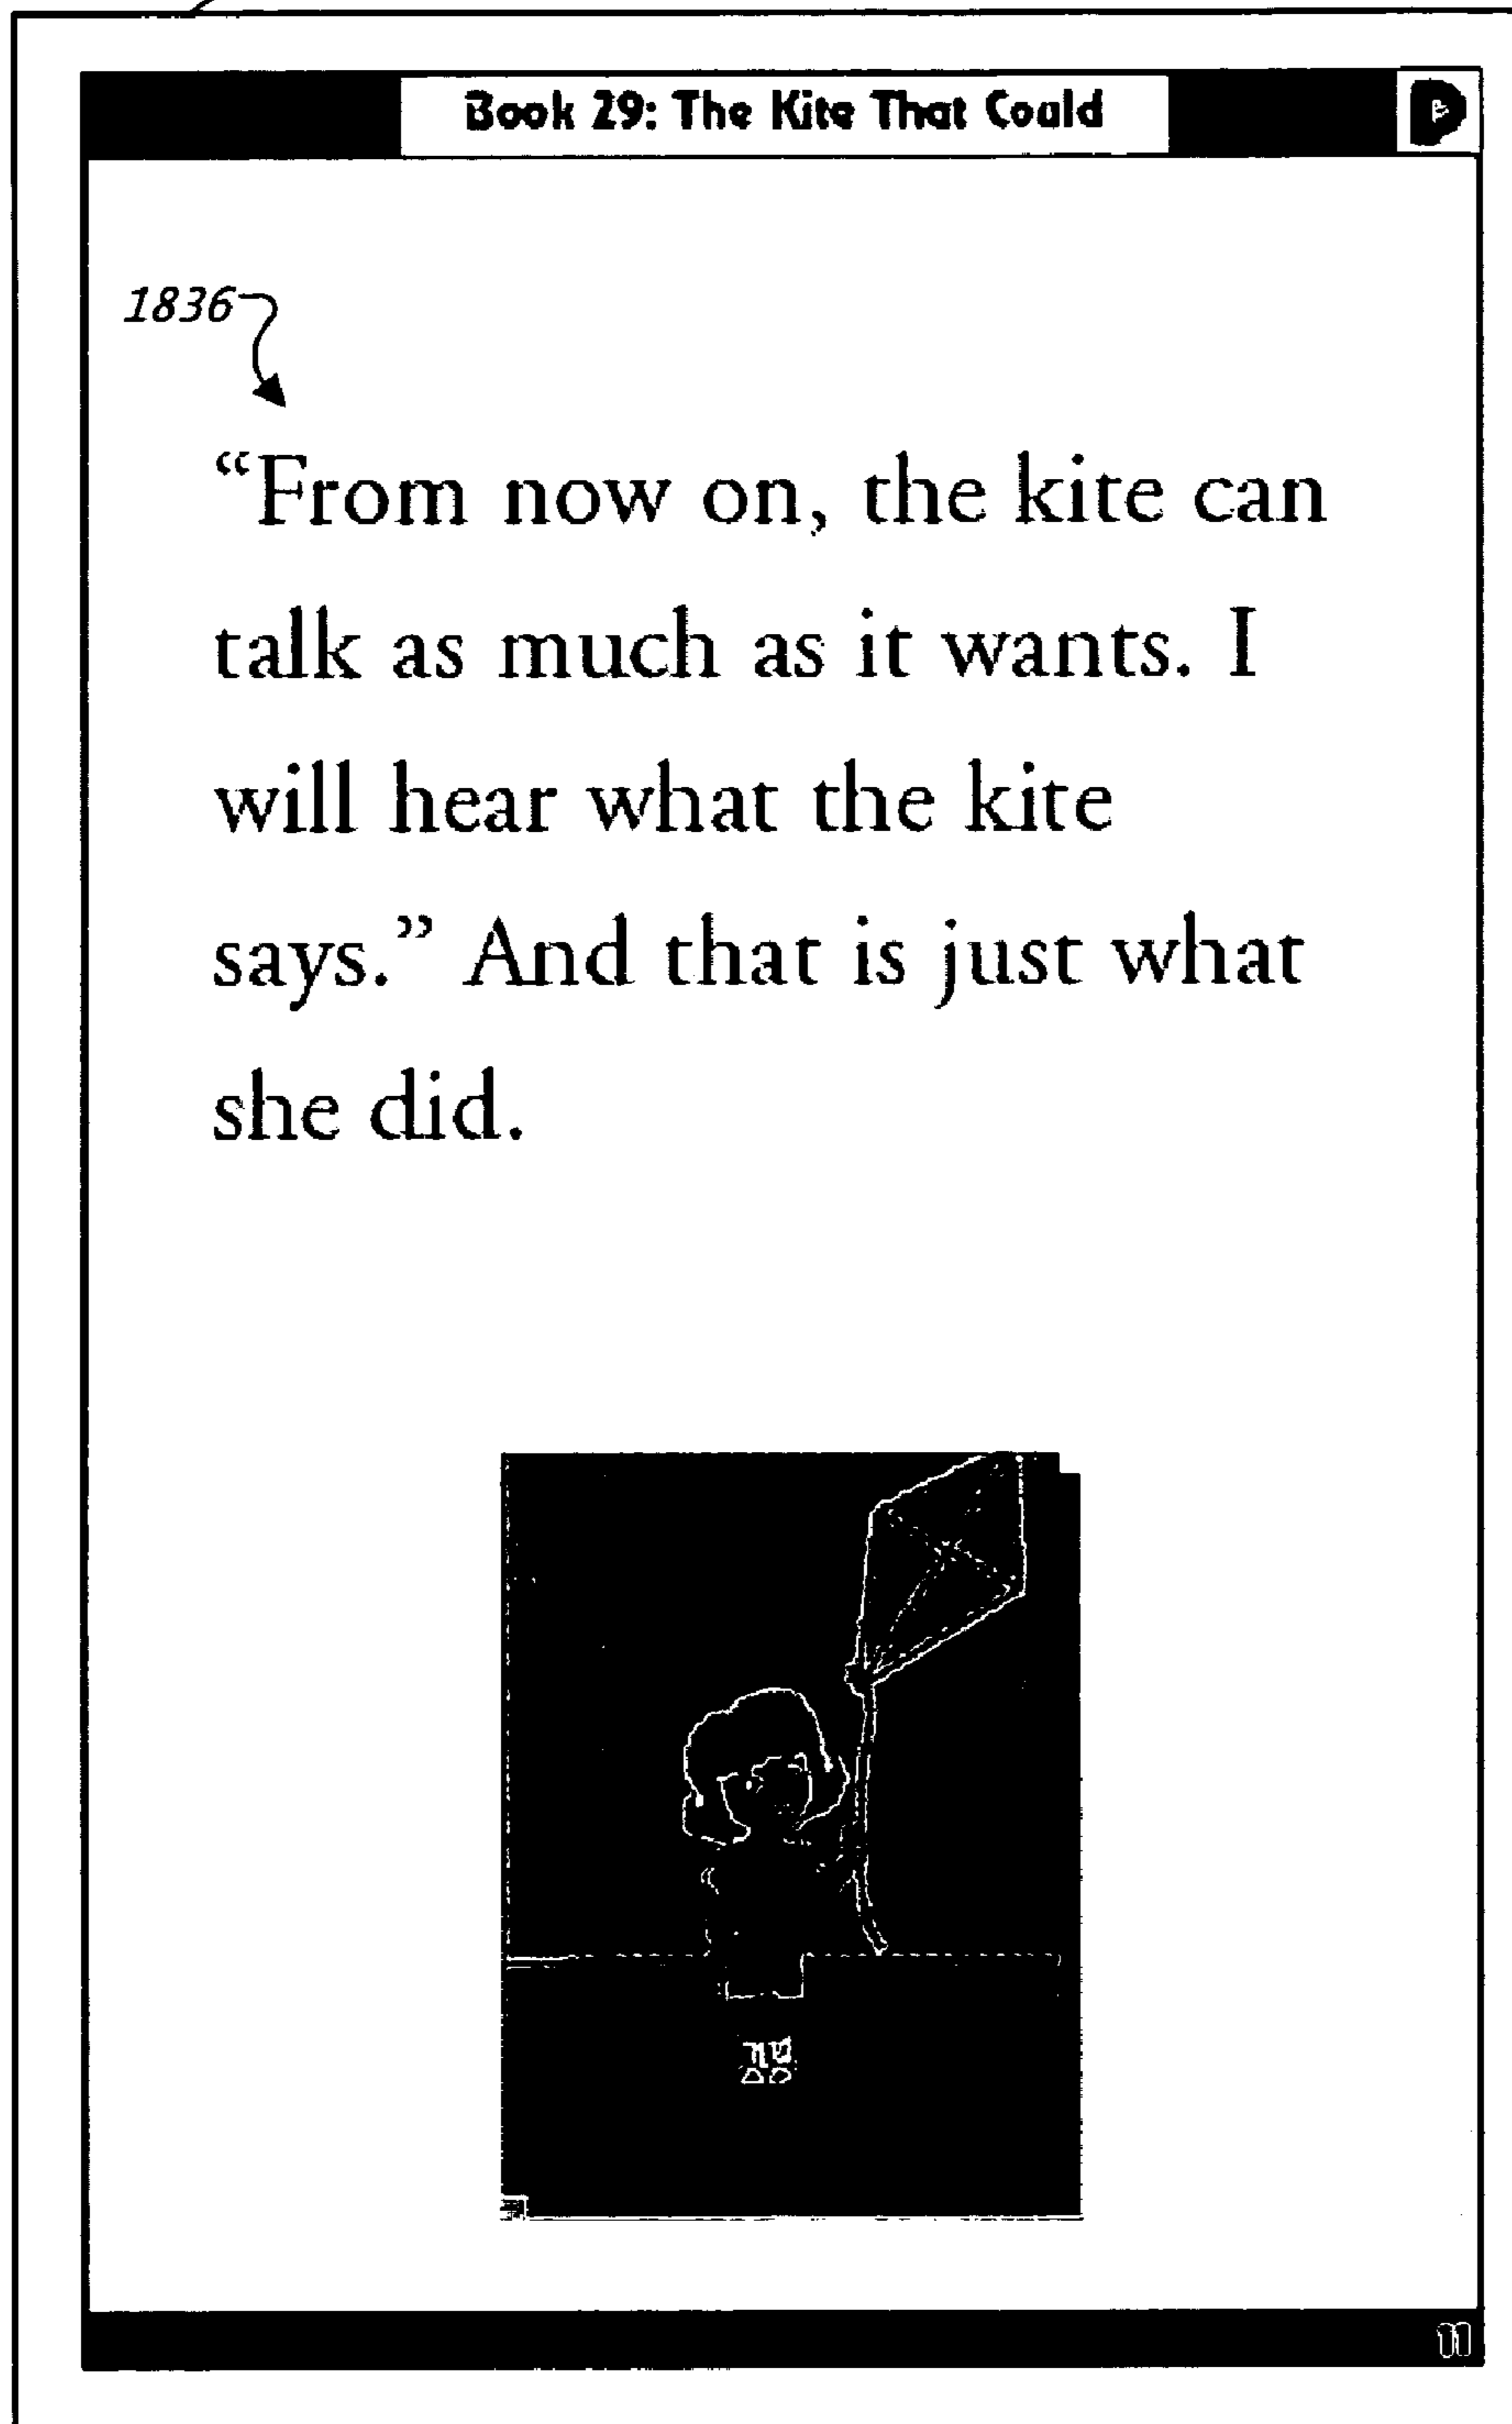 Book 29: The Kite That Could
1836
“From now on, the kite can
talk as much as it wants. I
will hear what the kite
says.” And that is just what
she did.
11